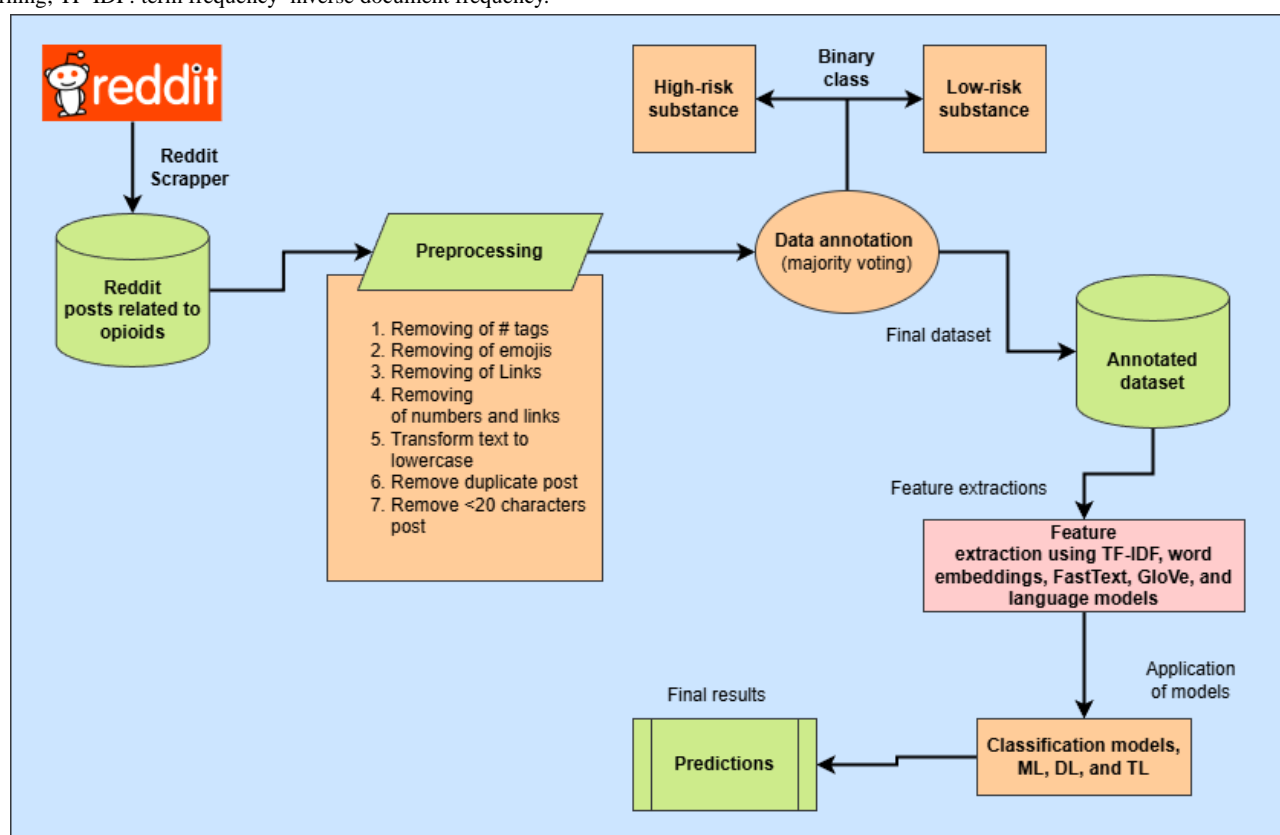 rning; TF-IDF: term frequency–inverse document frequency.
reddit
Reddit
Scrapper
Reddit
posts related to
opioids
Preprocessing
1. Removing of # tags
2. Removing of emojis
3. Removing of Links
4. Removing
of numbers and links
5. Transform text to
lowercase
6. Remove duplicate post
7. Remove <20 characters
post
High-risk
substance
Binary
class
Low-risk
substance
Data annotation
(majority voting)
Final dataset
Annotated
dataset
Feature extractions
Feature
extraction using TF-IDF, word
embeddings, FastText, GloVe, and
language models
Application
of models
Classification models,
ML, DL, and TL
Final results
Predictions